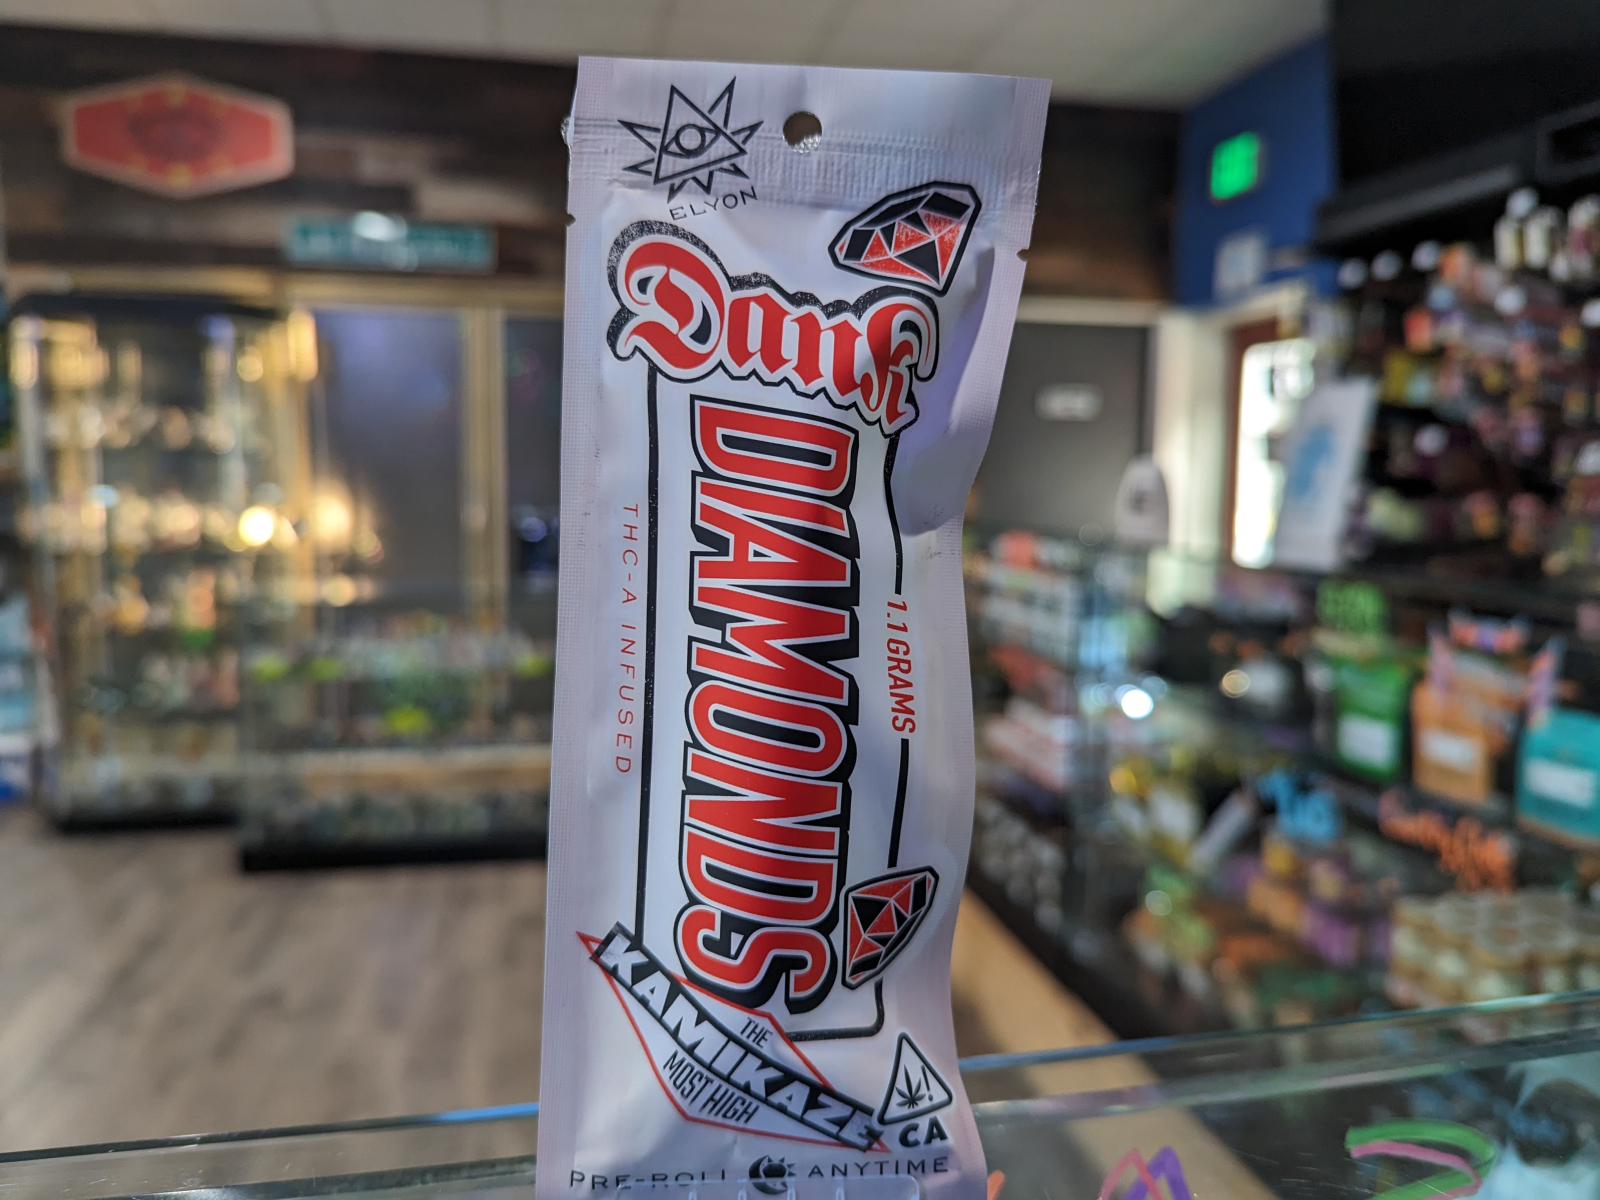 ELYON
Dank
DIAMONDS
THC-A INFUSED
1.1 GRAMS
KAMIKAZE
THE
MOST HIGH
CA
PRE-ROLL ANYTIME